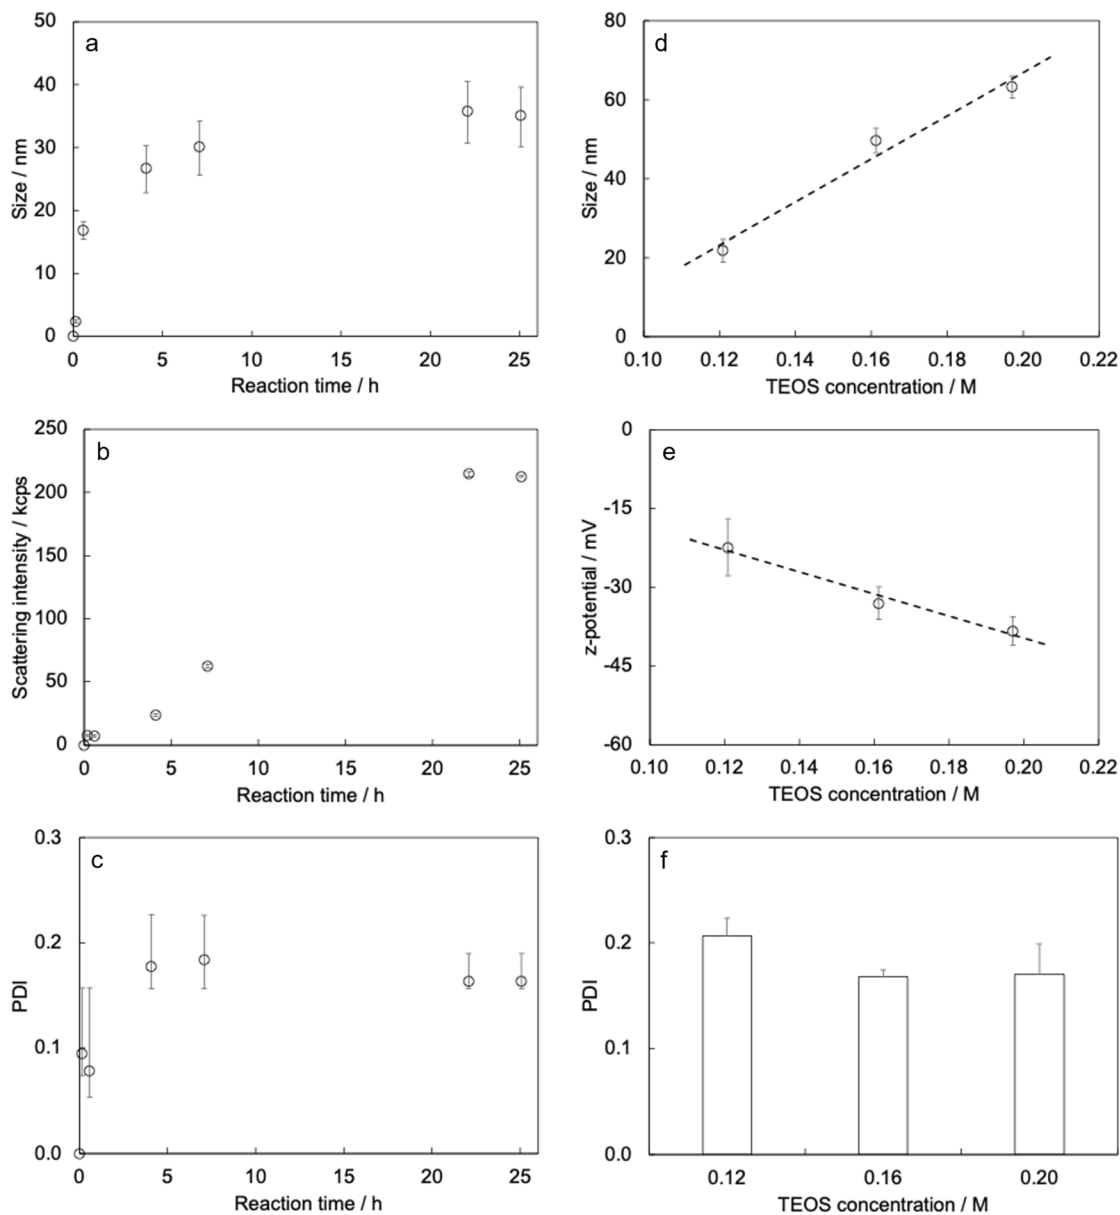 a
50
40
30
20
10
0
Size / nm
0 5 10 15 20 25
Reaction time / h
d
80
60
40
20
0
Size / nm
0.10 0.12 0.14 0.16 0.18 0.20 0.22
TEOS concentration / M
b
250
200
150
100
50
0
Scattering intensity / kcps
0 5 10 15 20 25
Reaction time / h
e
0
-15
-30
-45
-60
z-potential / mV
0.10 0.12 0.14 0.16 0.18 0.20 0.22
TEOS concentration / M
c
0.3
0.2
0.1
0.0
PDI
0 5 10 15 20 25
Reaction time / h
f
0.3
0.2
0.1
0.0
PDI
0.12 0.16 0.20
TEOS concentration / M